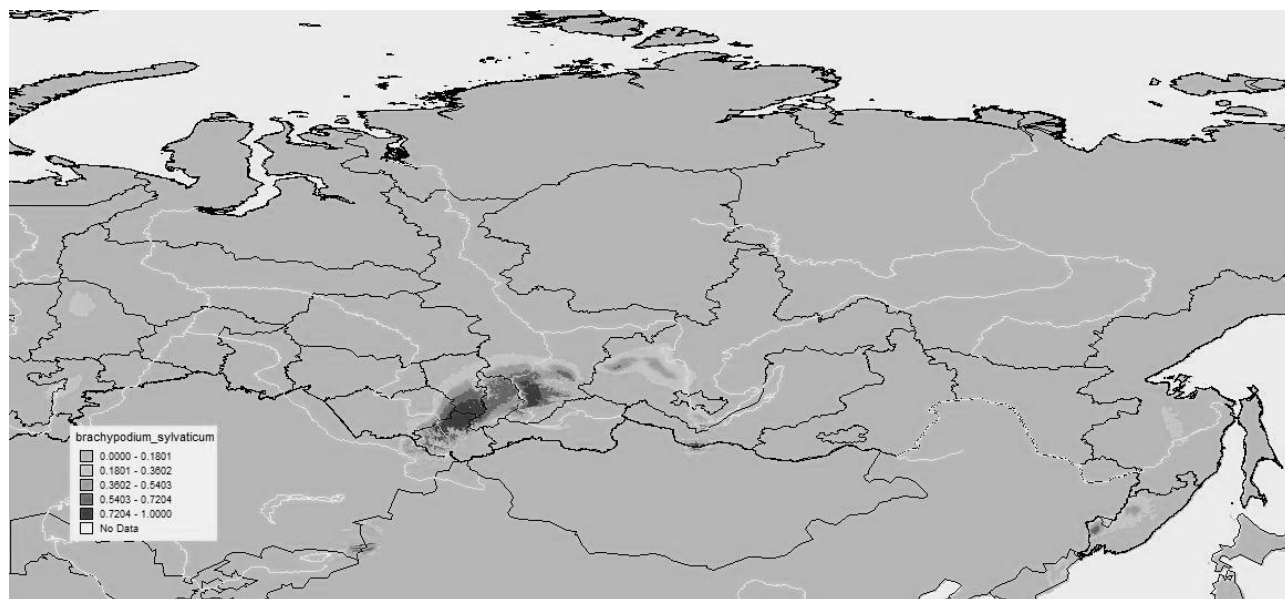 brachypodium_sylvaticum
0.0000 - 0.1801
0.1801 - 0.3602
0.3602 - 0.5403
0.5403 - 0.7204
0.7204 - 1.0000
No Data